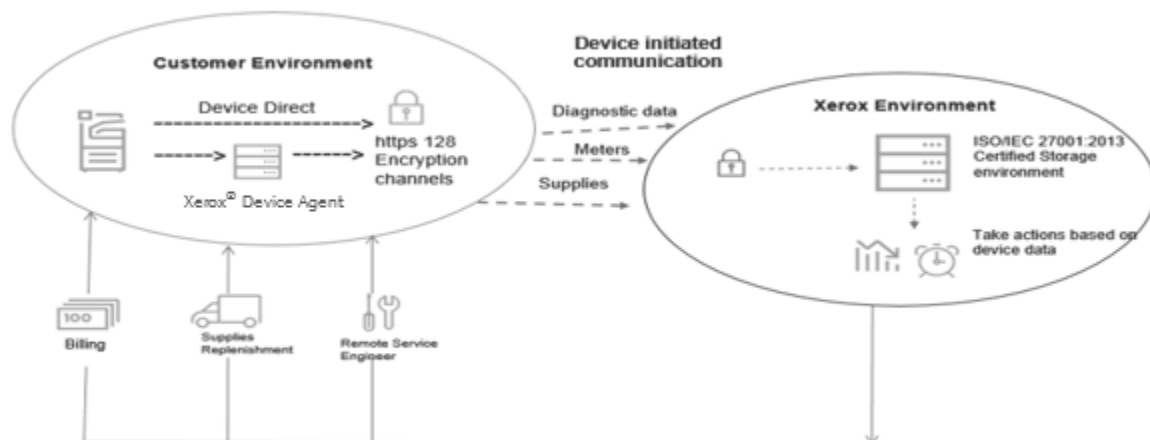 Device initiated
communication
Customer Environment
Device Direct
https 128
Encryption
channels
Xerox® Device Agent
Diagnostic data
Meters
Supplies
Xerox Environment
ISO/IEC 27001:2013
Certified Storage
environment
Take actions based on
device data
100
Billing
Supplies
Replenishment
Remote Service
Engineer